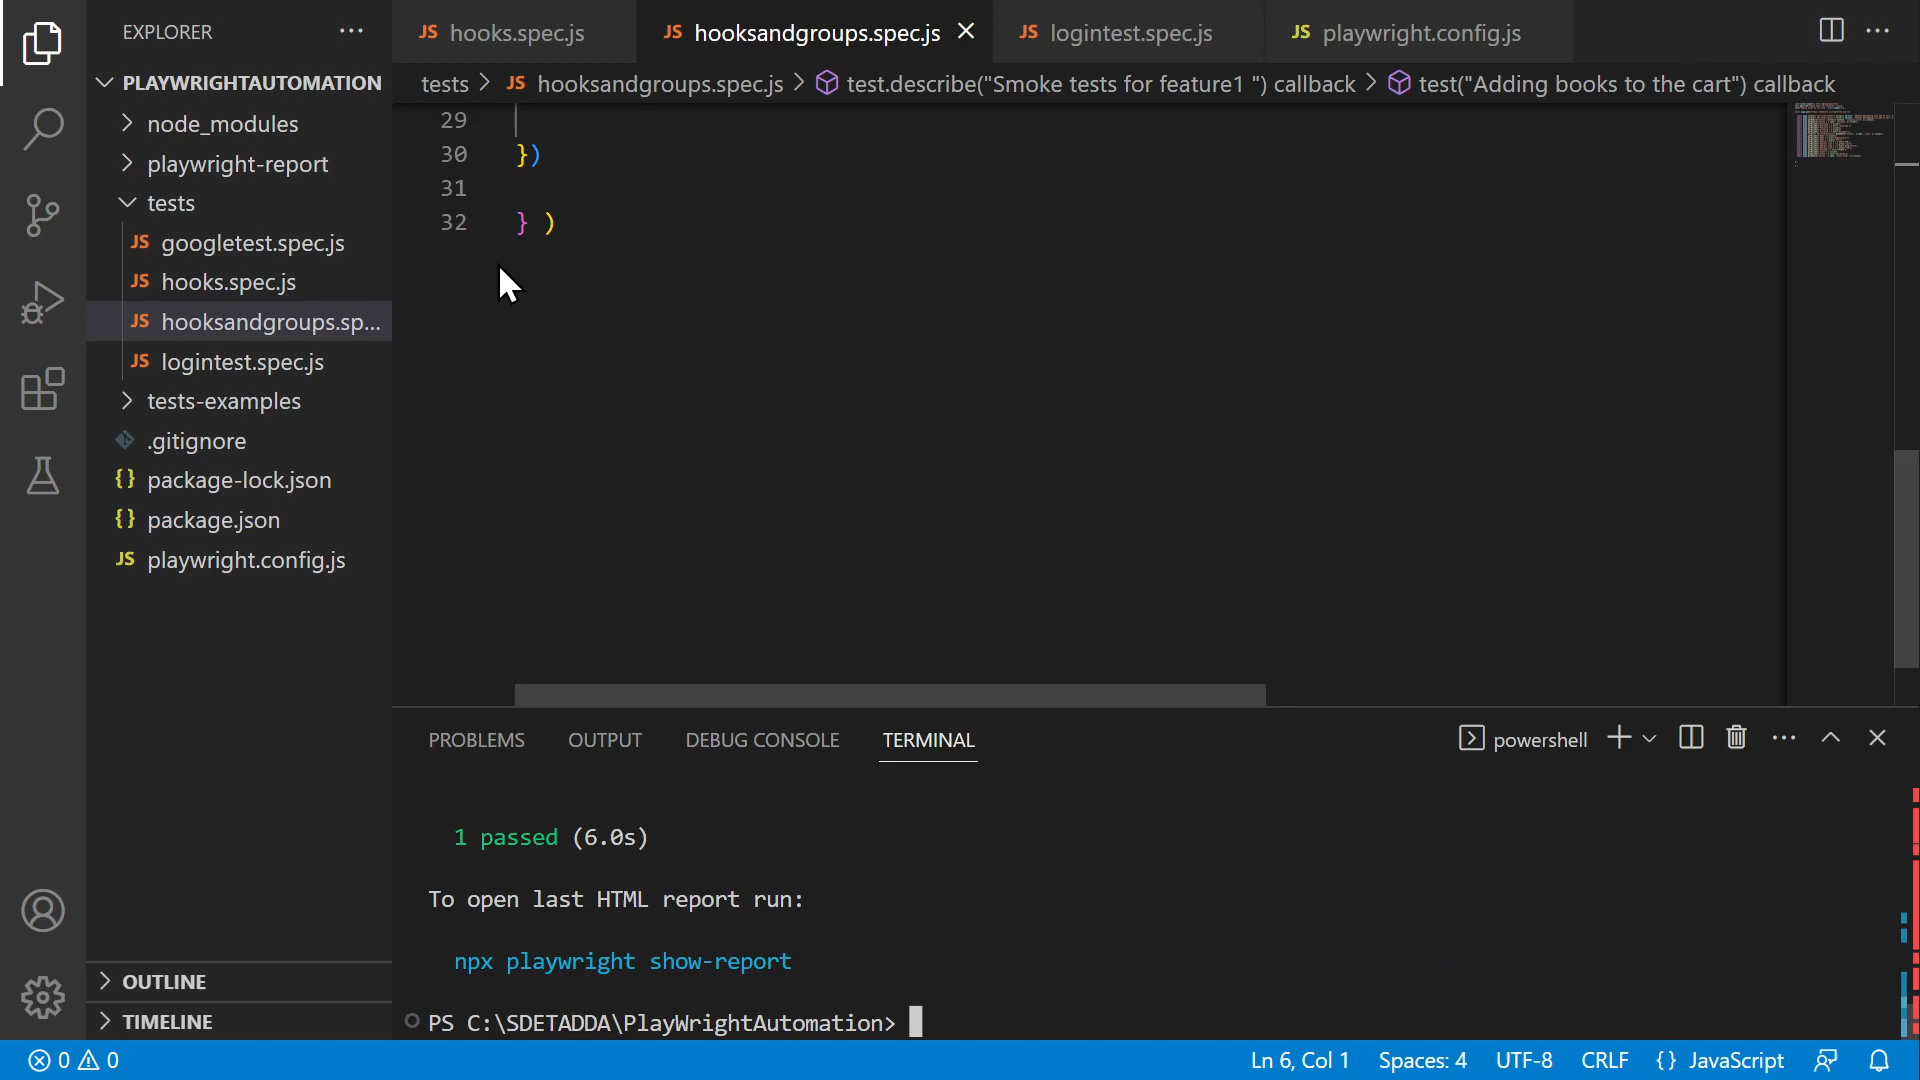 EXPLORER
PLAYWRIGHTAUTOMATION
node_modules
playwright-report
tests
JS googletest.spec.js
JS hooks.spec.js
JS hooksandgroups.sp...
JS logintest.spec.js
tests-examples
.gitignore
{} package-lock.json
{} package.json
JS playwright.config.js
OUTLINE
TIMELINE
JS hooks.spec.js
JS hooksandgroups.spec.js
JS logintest.spec.js
JS playwright.config.js
tests > JS hooksandgroups.spec.js > test.describe("Smoke tests for feature1 ") callback > test("Adding books to the cart") callback
29
30 })
31
32 } )
PROBLEMS OUTPUT DEBUG CONSOLE TERMINAL
powershell
1 passed (6.0s)
To open last HTML report run:
npx playwright show-report
PS C:\SDETADDA\PlayWrightAutomation>
0 0
Ln 6, Col 1 Spaces: 4 UTF-8 CRLF {} JavaScript